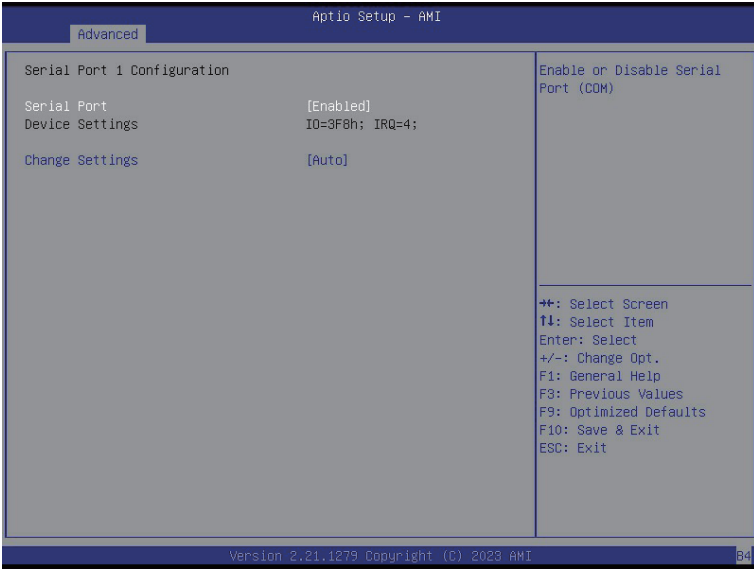 Aptio Setup – AMI
Advanced
Serial Port 1 Configuration
Serial Port [Enabled]
Device Settings IO=3F8h; IRQ=4;
Change Settings [Auto]
Enable or Disable Serial
Port (COM)
→←: Select Screen
↑↓: Select Item
Enter: Select
+/-: Change Opt.
F1: General Help
F3: Previous Values
F9: Optimized Defaults
F10: Save & Exit
ESC: Exit
Version 2.21.1279 Copyright (C) 2023 AMI
B4